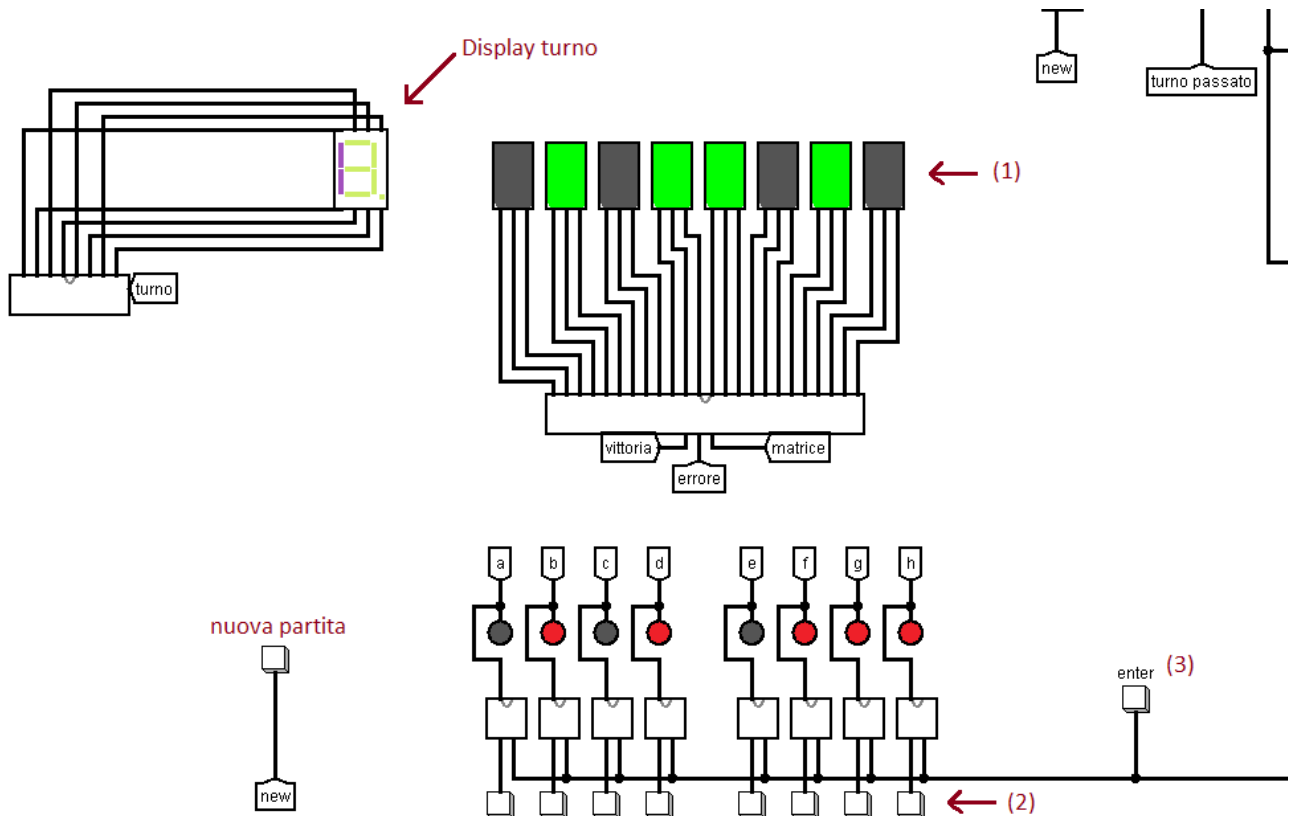 Display turno
new
turno passato
(1)
turno
vittoria
matrice
errore
a
b
c
d
e
f
g
h
nuova partita
enter
(3)
new
(2)